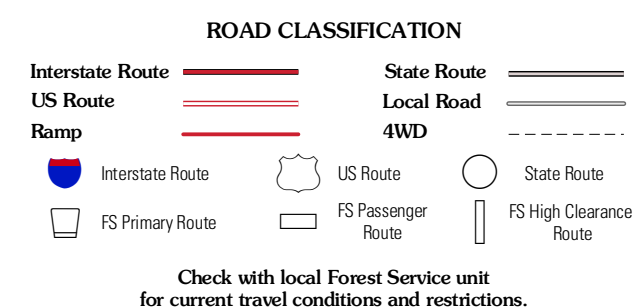 ROAD CLASSIFICATION
Interstate Route
State Route
US Route
Local Road
Ramp
4WD
Interstate Route
US Route
State Route
FS Primary Route
FS Passenger
Route
FS High Clearance
Route
Check with local Forest Service unit
for current travel conditions and restrictions.